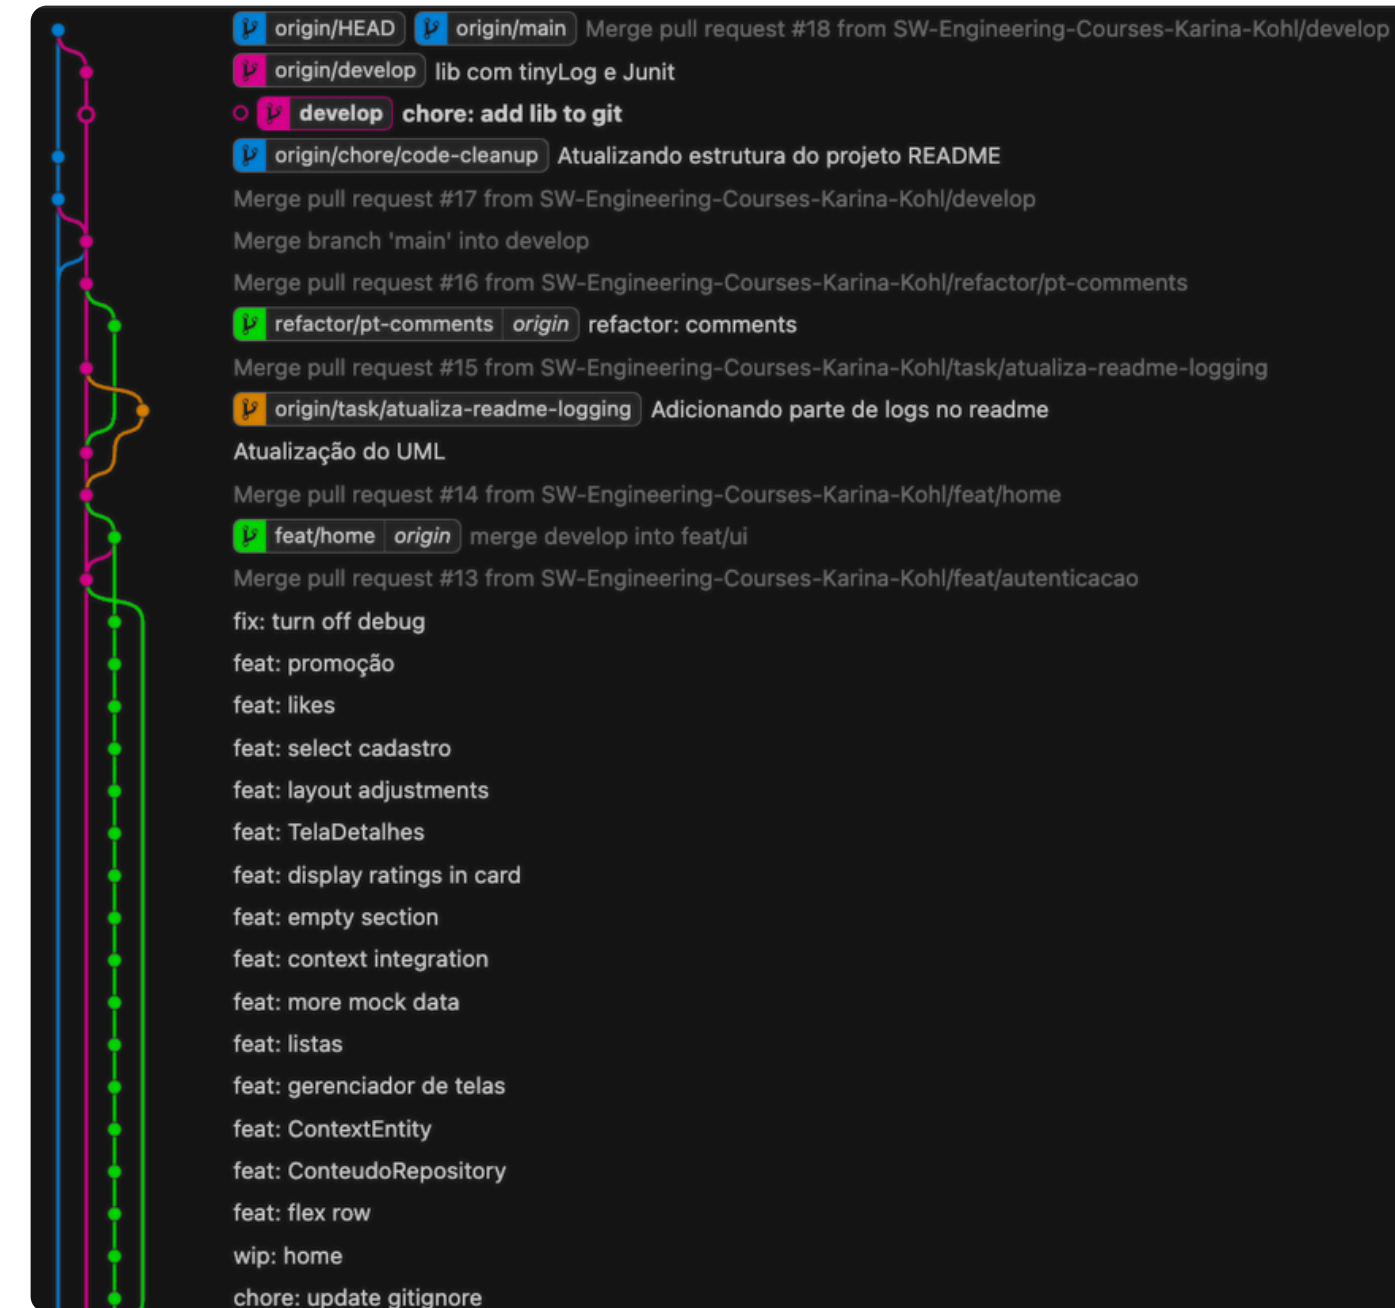 origin/HEAD origin/main Merge pull request #18 from SW-Engineering-Courses-Karina-Kohl/develop
origin/develop lib com tinyLog e Junit
develop chore: add lib to git
origin/chore/code-cleanup Atualizando estrutura do projeto README
Merge pull request #17 from SW-Engineering-Courses-Karina-Kohl/develop
Merge branch 'main' into develop
Merge pull request #16 from SW-Engineering-Courses-Karina-Kohl/refactor/pt-comments
refactor/pt-comments origin refactor: comments
Merge pull request #15 from SW-Engineering-Courses-Karina-Kohl/task/atualiza-readme-logging
origin/task/atualiza-readme-logging Adicionando parte de logs no readme
Atualização do UML
Merge pull request #14 from SW-Engineering-Courses-Karina-Kohl/feat/home
feat/home origin merge develop into feat/ui
Merge pull request #13 from SW-Engineering-Courses-Karina-Kohl/feat/autenticacao
fix: turn off debug
feat: promoção
feat: likes
feat: select cadastro
feat: layout adjustments
feat: TelaDetalhes
feat: display ratings in card
feat: empty section
feat: context integration
feat: more mock data
feat: listas
feat: gerenciador de telas
feat: ContextEntity
feat: ConteudoRepository
feat: flex row
wip: home
chore: update gitignore